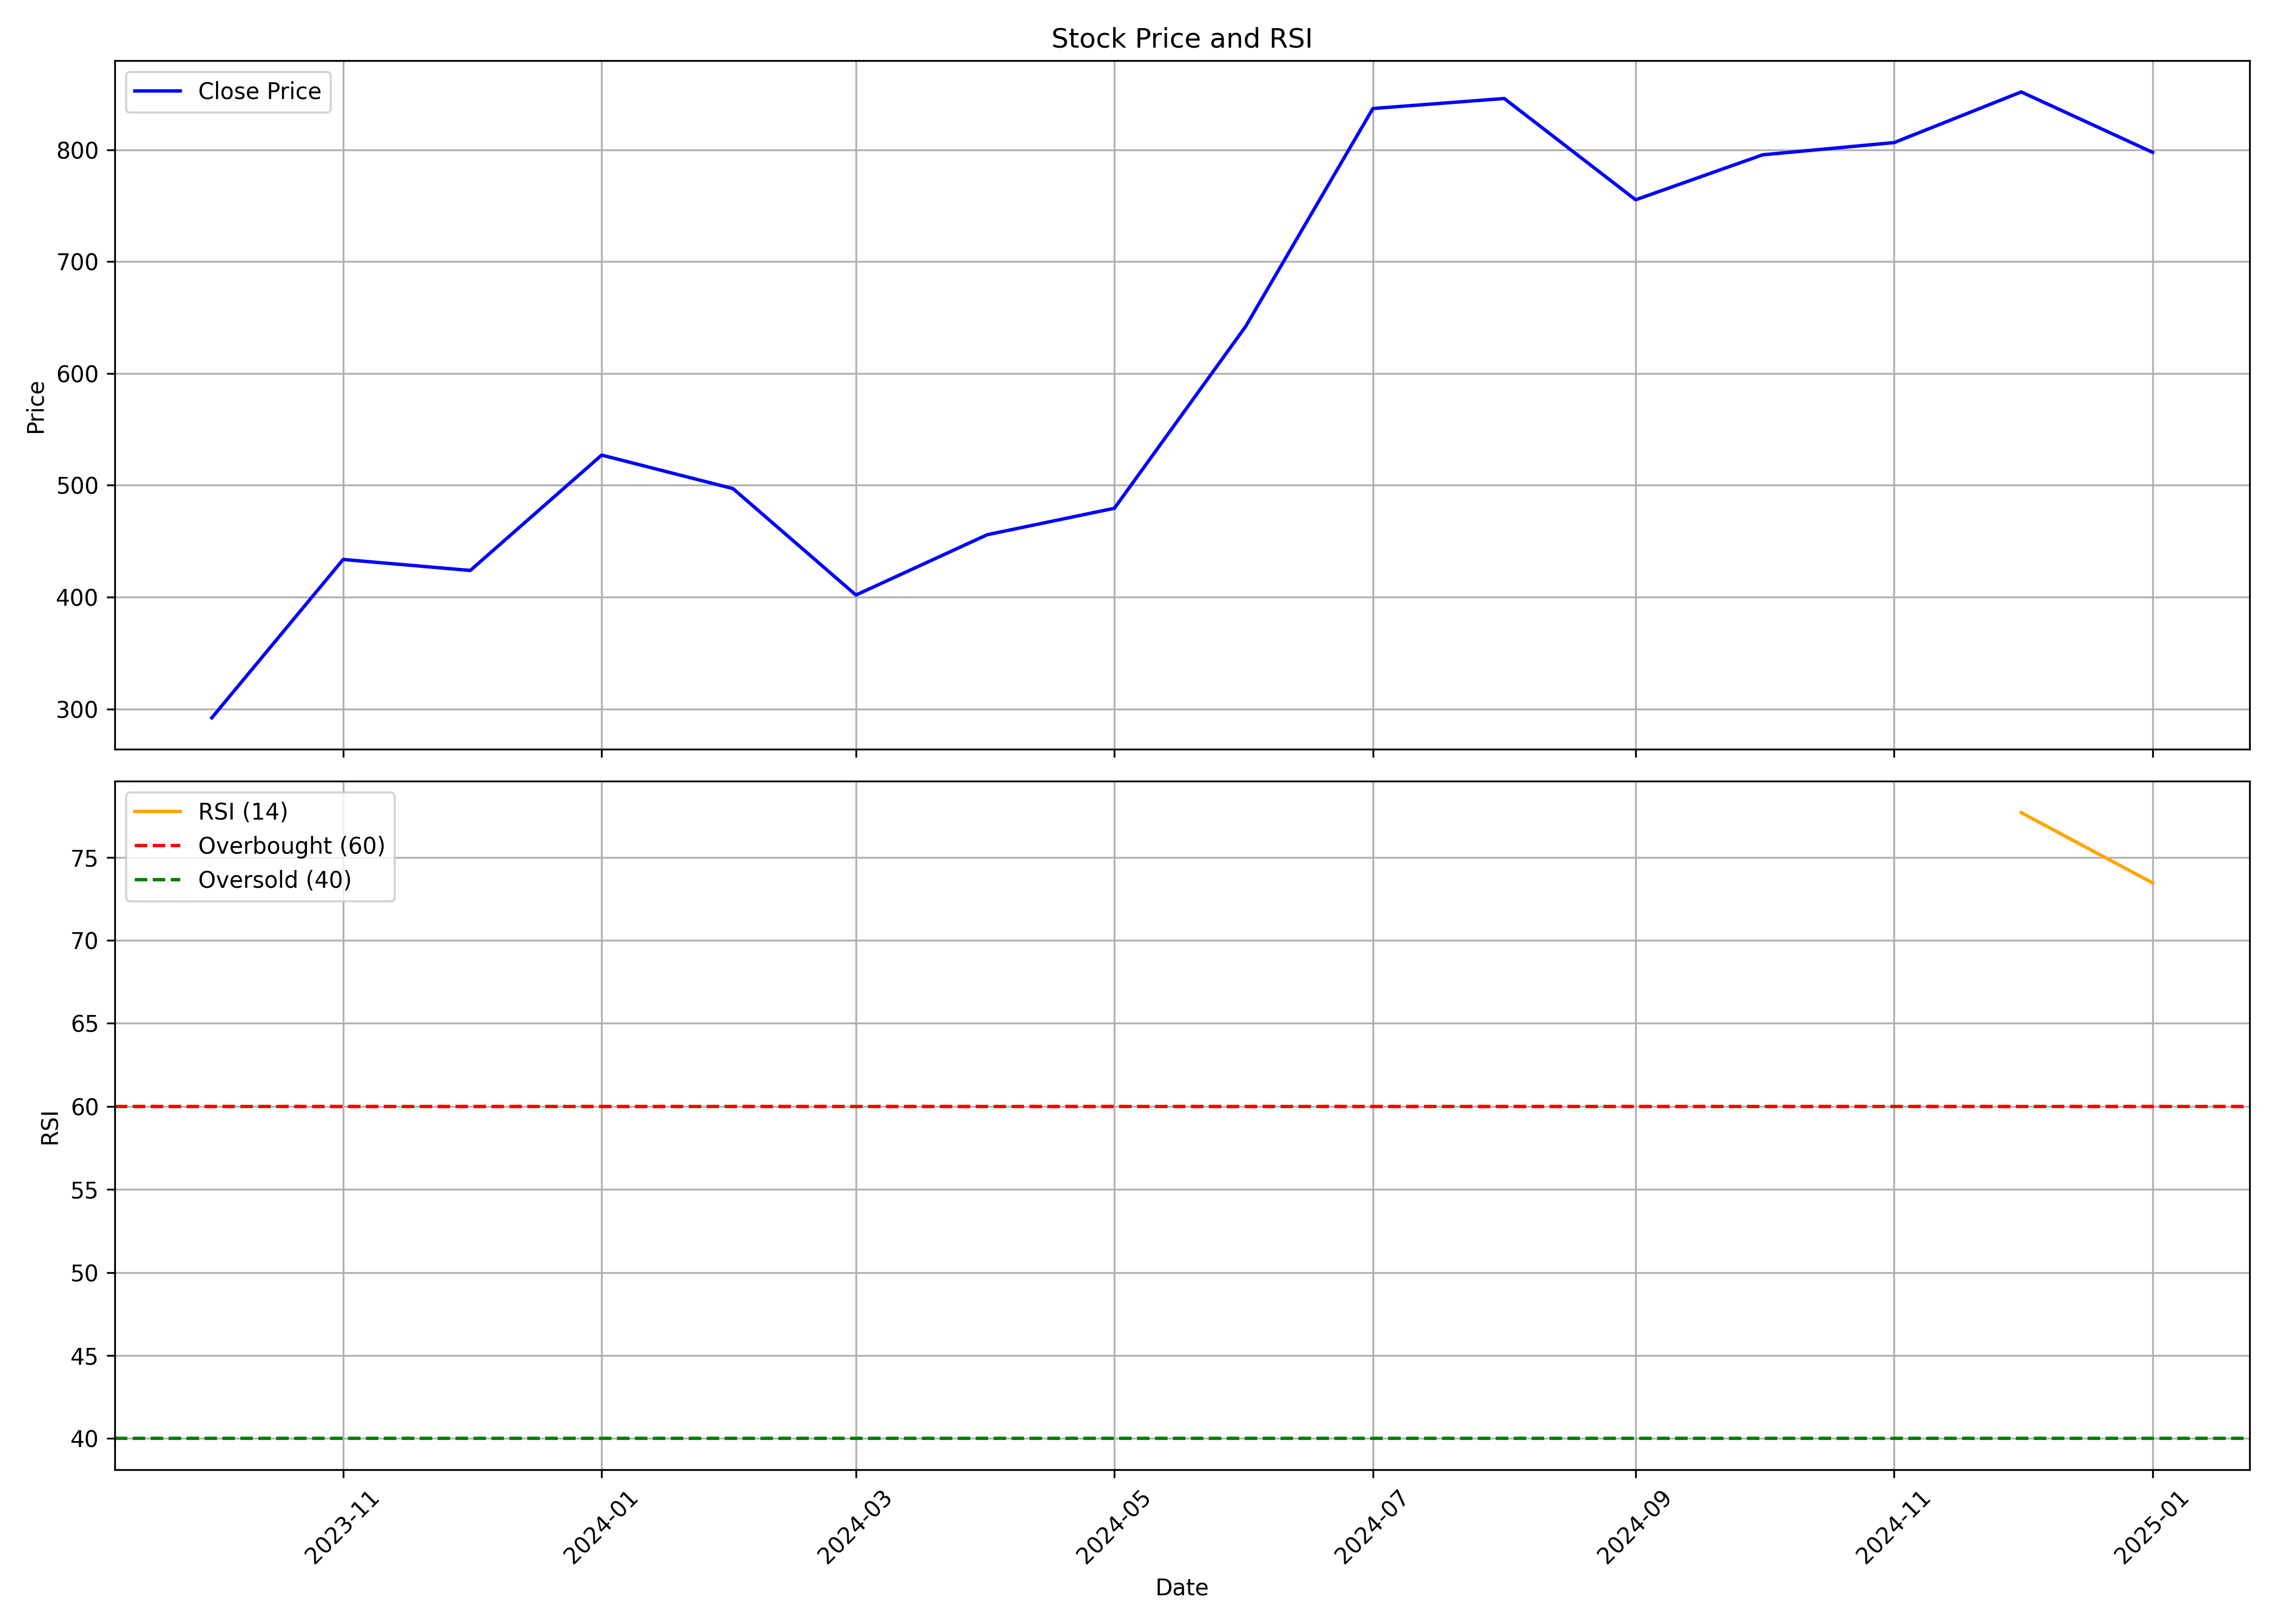 Stock Price and RSI
Close Price
800
700
600
500
400
300
Price
RSI (14)
Overbought (60)
Oversold (40)
75
70
65
60
55
50
45
40
RSI
2023-11
2024-01
2024-03
2024-05
2024-07
2024-09
2024-11
2025-01
Date